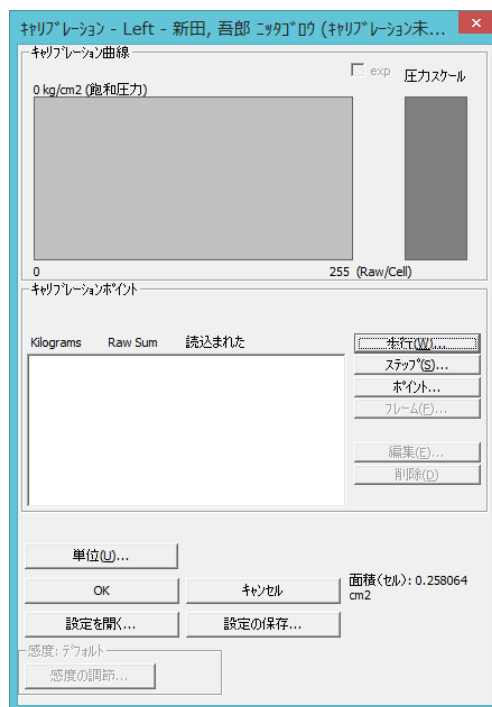 キャリブレーション - Left - 新田, 吾郎 ニッタゴロウ (キャリブレーション未...
キャリブレーション曲線
exp
圧力スケール
0 kg/cm2 (飽和圧力)
0
255 (Raw/Cell)
キャリブレーションポイント
Kilograms Raw Sum 読込まれた
歩行(W)...
ステップ(S)...
ポイント...
フレーム(F)...
編集(E)...
削除(D)
単位(U)...
OK キャンセル
面積(セル): 0.258064
cm2
設定を開く... 設定の保存...
感度: デフォルト
感度の調節...